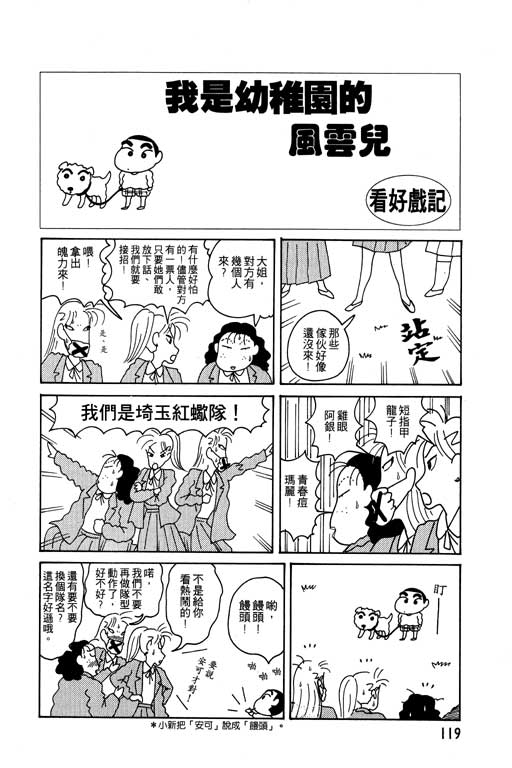 我是幼稚園的
風雲兒
看好戲記
站定
那些
傢伙好像
還沒來！
大姐，
對方有
幾個人
來？
有什麼好怕
的！儘管對方
有一票人，
只要她們敢
放下話、
我們就要
接招！
是、是
喂！
拿出
魄力來！
短指甲
龍子！
雞眼
阿銀！
青春痘
瑪麗！
我們是埼玉紅蠍隊！
盯
喲，
饅頭！
饅頭！
要說
安可才對！
不是給你
看熱鬧的！
喏，
我們不要
再做隊型
動作了，
好不好？
還有要不要
換個隊名？
這名字好遜哦。
＊小新把「安可」說成「饅頭」。
119